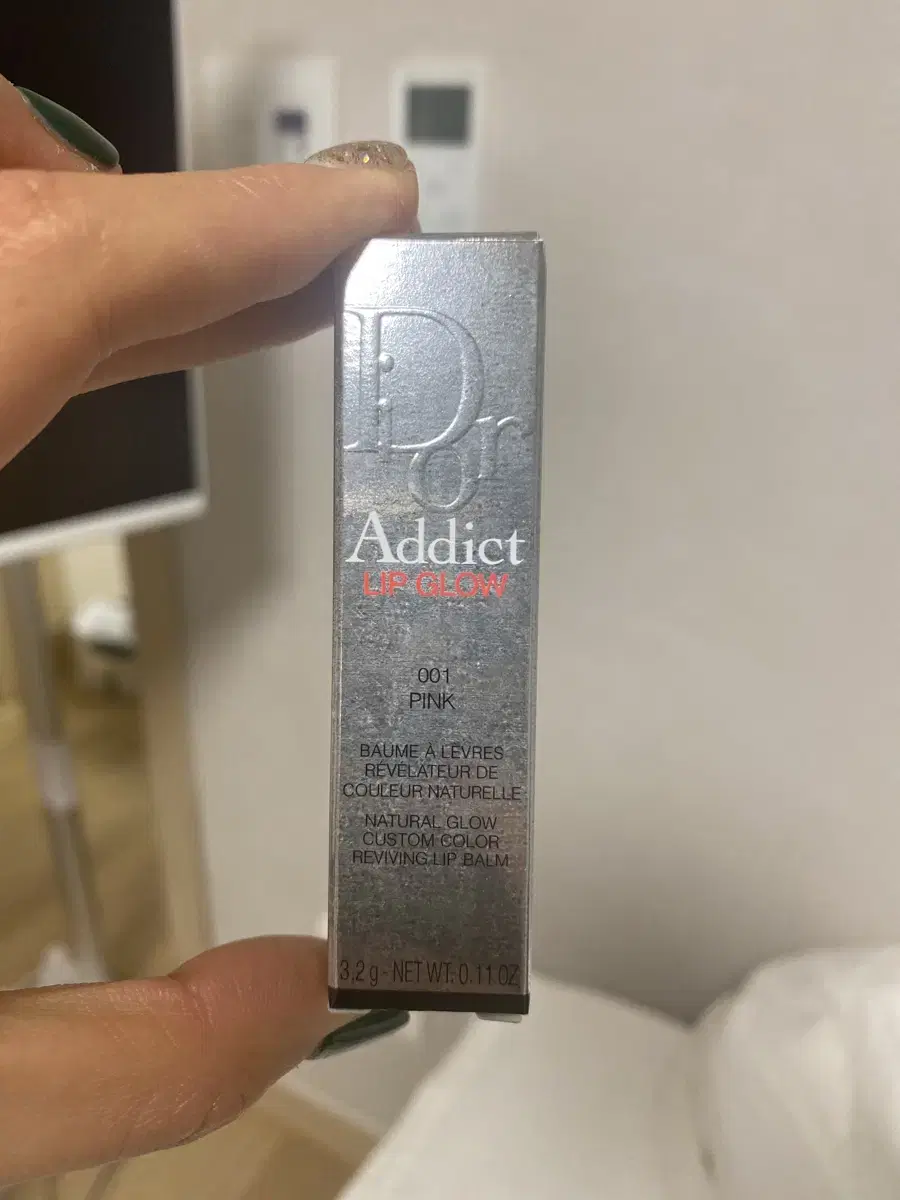 Dior
Addict
LIP GLOW
001
PINK
BAUME À LÈVRES
RÉVÉLATEUR DE
COULEUR NATURELLE
NATURAL GLOW
CUSTOM COLOR
REVIVING LIP BALM
3,2 g - NET WT. 0.11 OZ